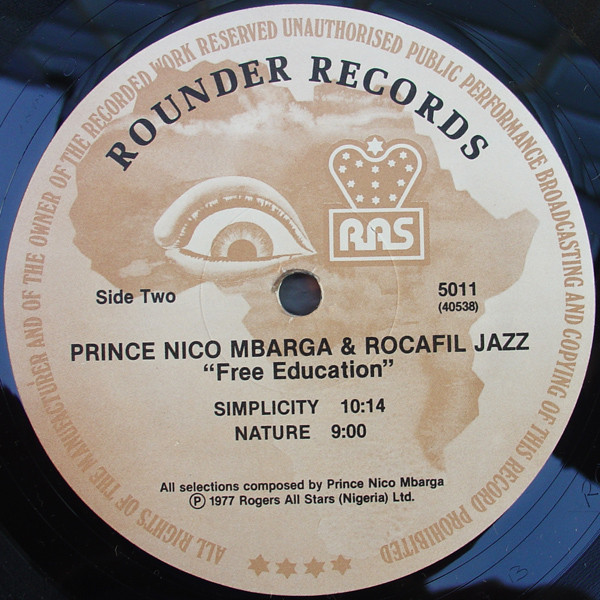 ALL RIGHTS OF THE MANUFACTURER AND OF THE OWNER OF THE RECORDED WORK RESERVED UNAUTHORISED PUBLIC PERFORMANCE BROADCASTING AND COPYING OF THIS RECORD PROHIBITED
ROUNDER RECORDS
RAS
Side Two
5011
(40538)
PRINCE NICO MBARGA & ROCAFIL JAZZ
“Free Education”
SIMPLICITY 10:14
NATURE 9:00
All selections composed by Prince Nico Mbarga
Ⓟ 1977 Rogers All Stars (Nigeria) Ltd.